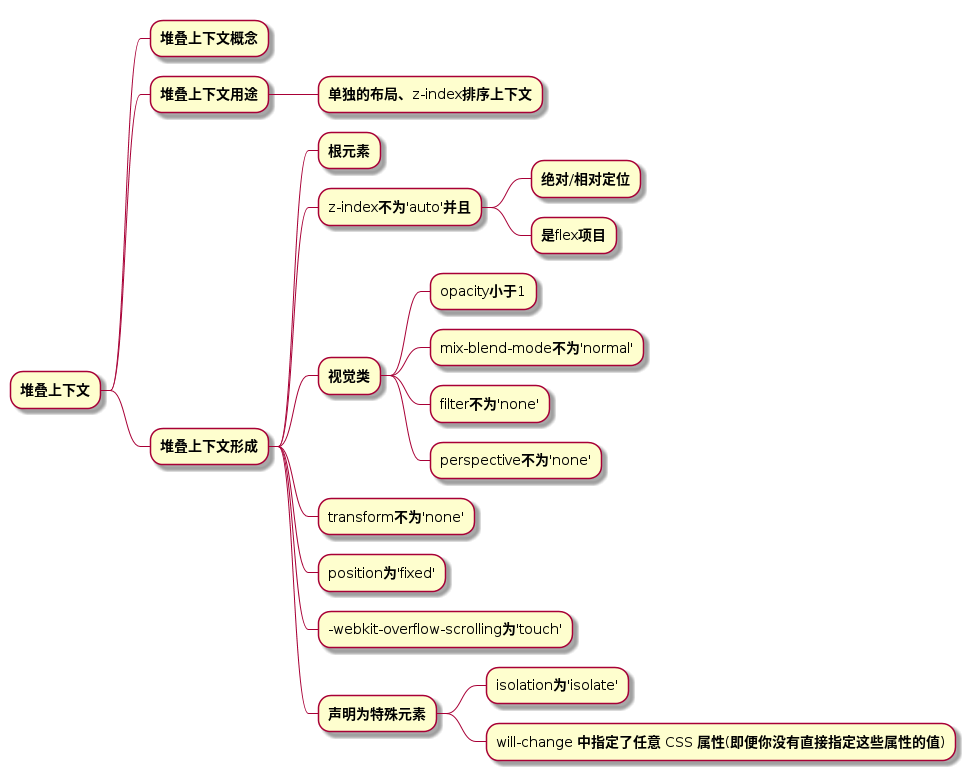 堆叠上下文
堆叠上下文概念
堆叠上下文用途
单独的布局、z-index排序上下文
堆叠上下文形成
根元素
z-index不为'auto'并且
绝对/相对定位
是flex项目
视觉类
opacity小于1
mix-blend-mode不为'normal'
filter不为'none'
perspective不为'none'
transform不为'none'
position为'fixed'
-webkit-overflow-scrolling为'touch'
声明为特殊元素
isolation为'isolate'
will-change 中指定了任意 CSS 属性(即便你没有直接指定这些属性的值)